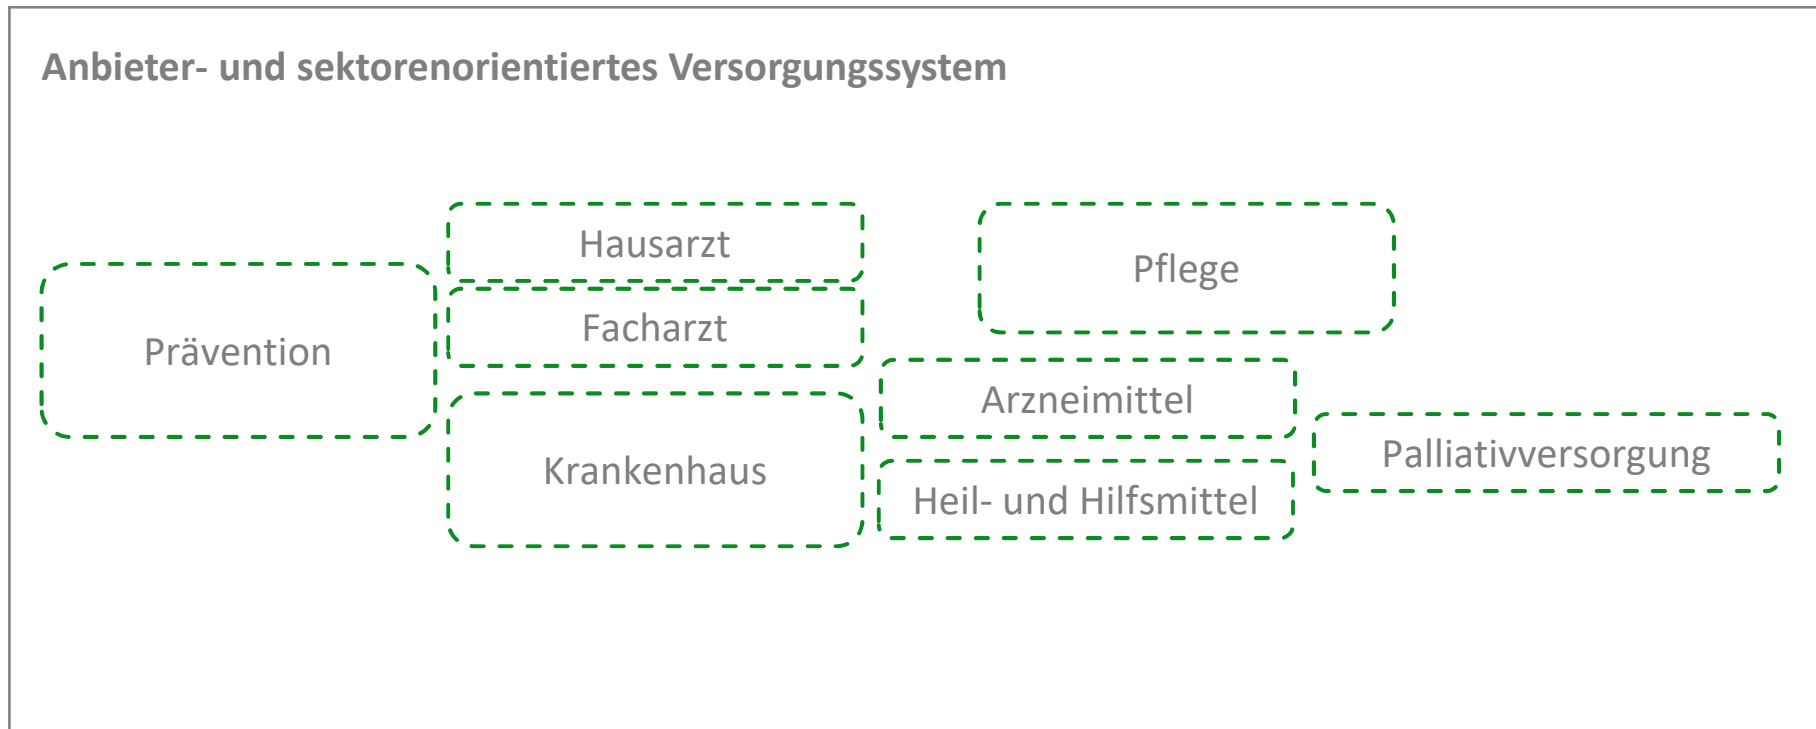 Anbieter- und sektorenorientiertes Versorgungssystem
Prävention
Hausarzt
Facharzt
Krankenhaus
Pflege
Arzneimittel
Heil- und Hilfsmittel
Palliativversorgung